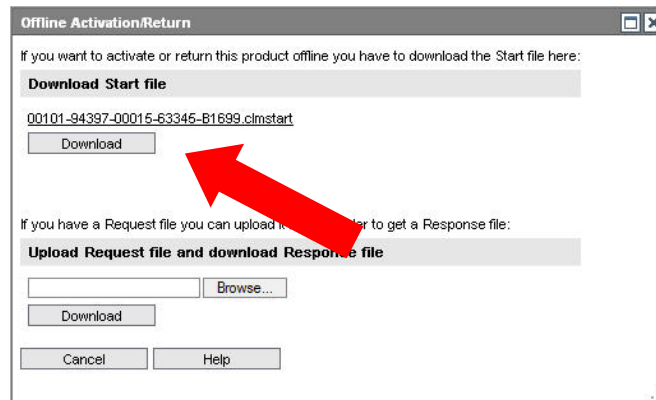 Offline Activation/Return
If you want to activate or return this product offline you have to download the Start file here:
Download Start file
00101-94397-00015-63345-B1699.clmstart
Download
If you have a Request file you can upload it to get a Response file:
Upload Request file and download Response file
Browse...
Download
Cancel Help